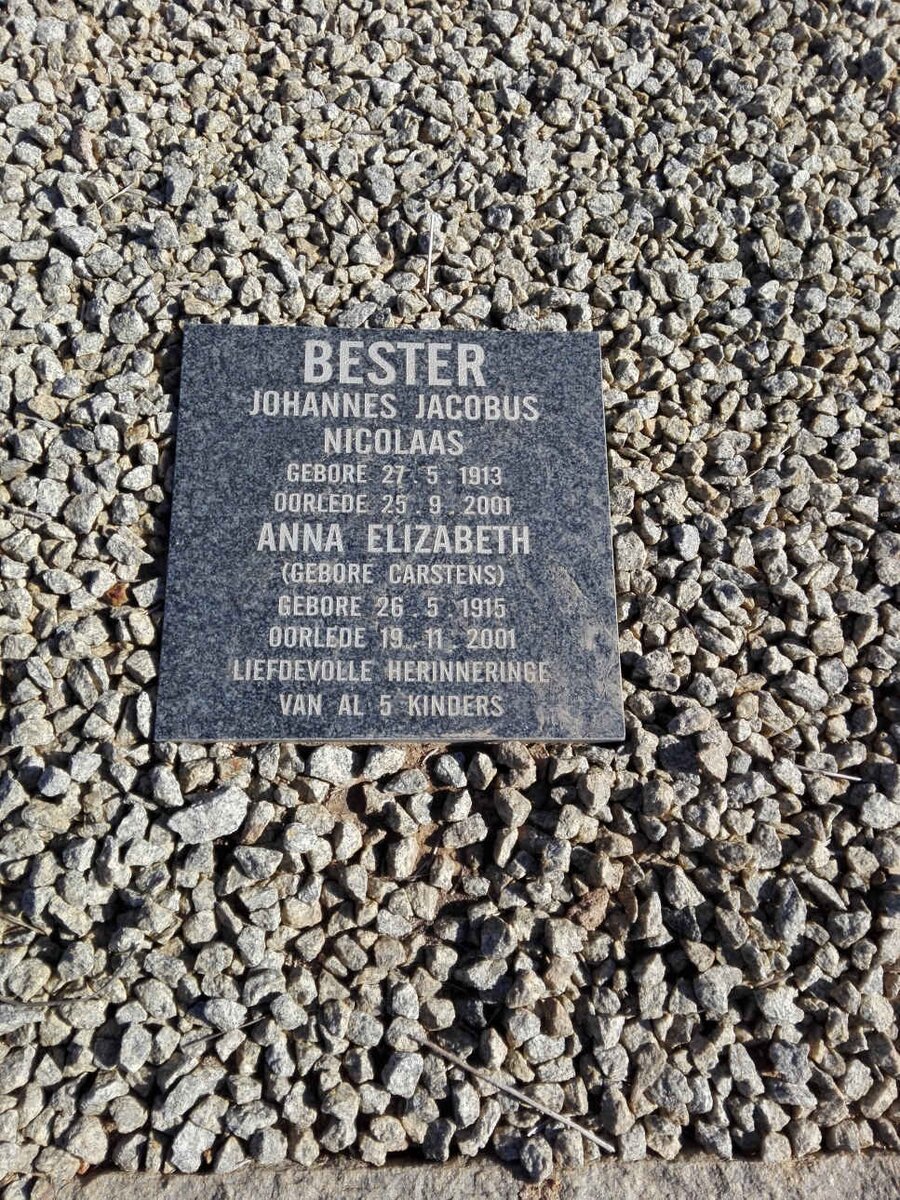 BESTER
JOHANNES JACOBUS
NICOLAAS
GEBORE 27.5.1913
OORLEDE 25.9.2001
ANNA ELIZABETH
(GEBORE CARSTENS)
GEBORE 26.5.1915
OORLEDE 19.11.2001
LIEFDEVOLLE HERINNERINGE
VAN AL 5 KINDERS